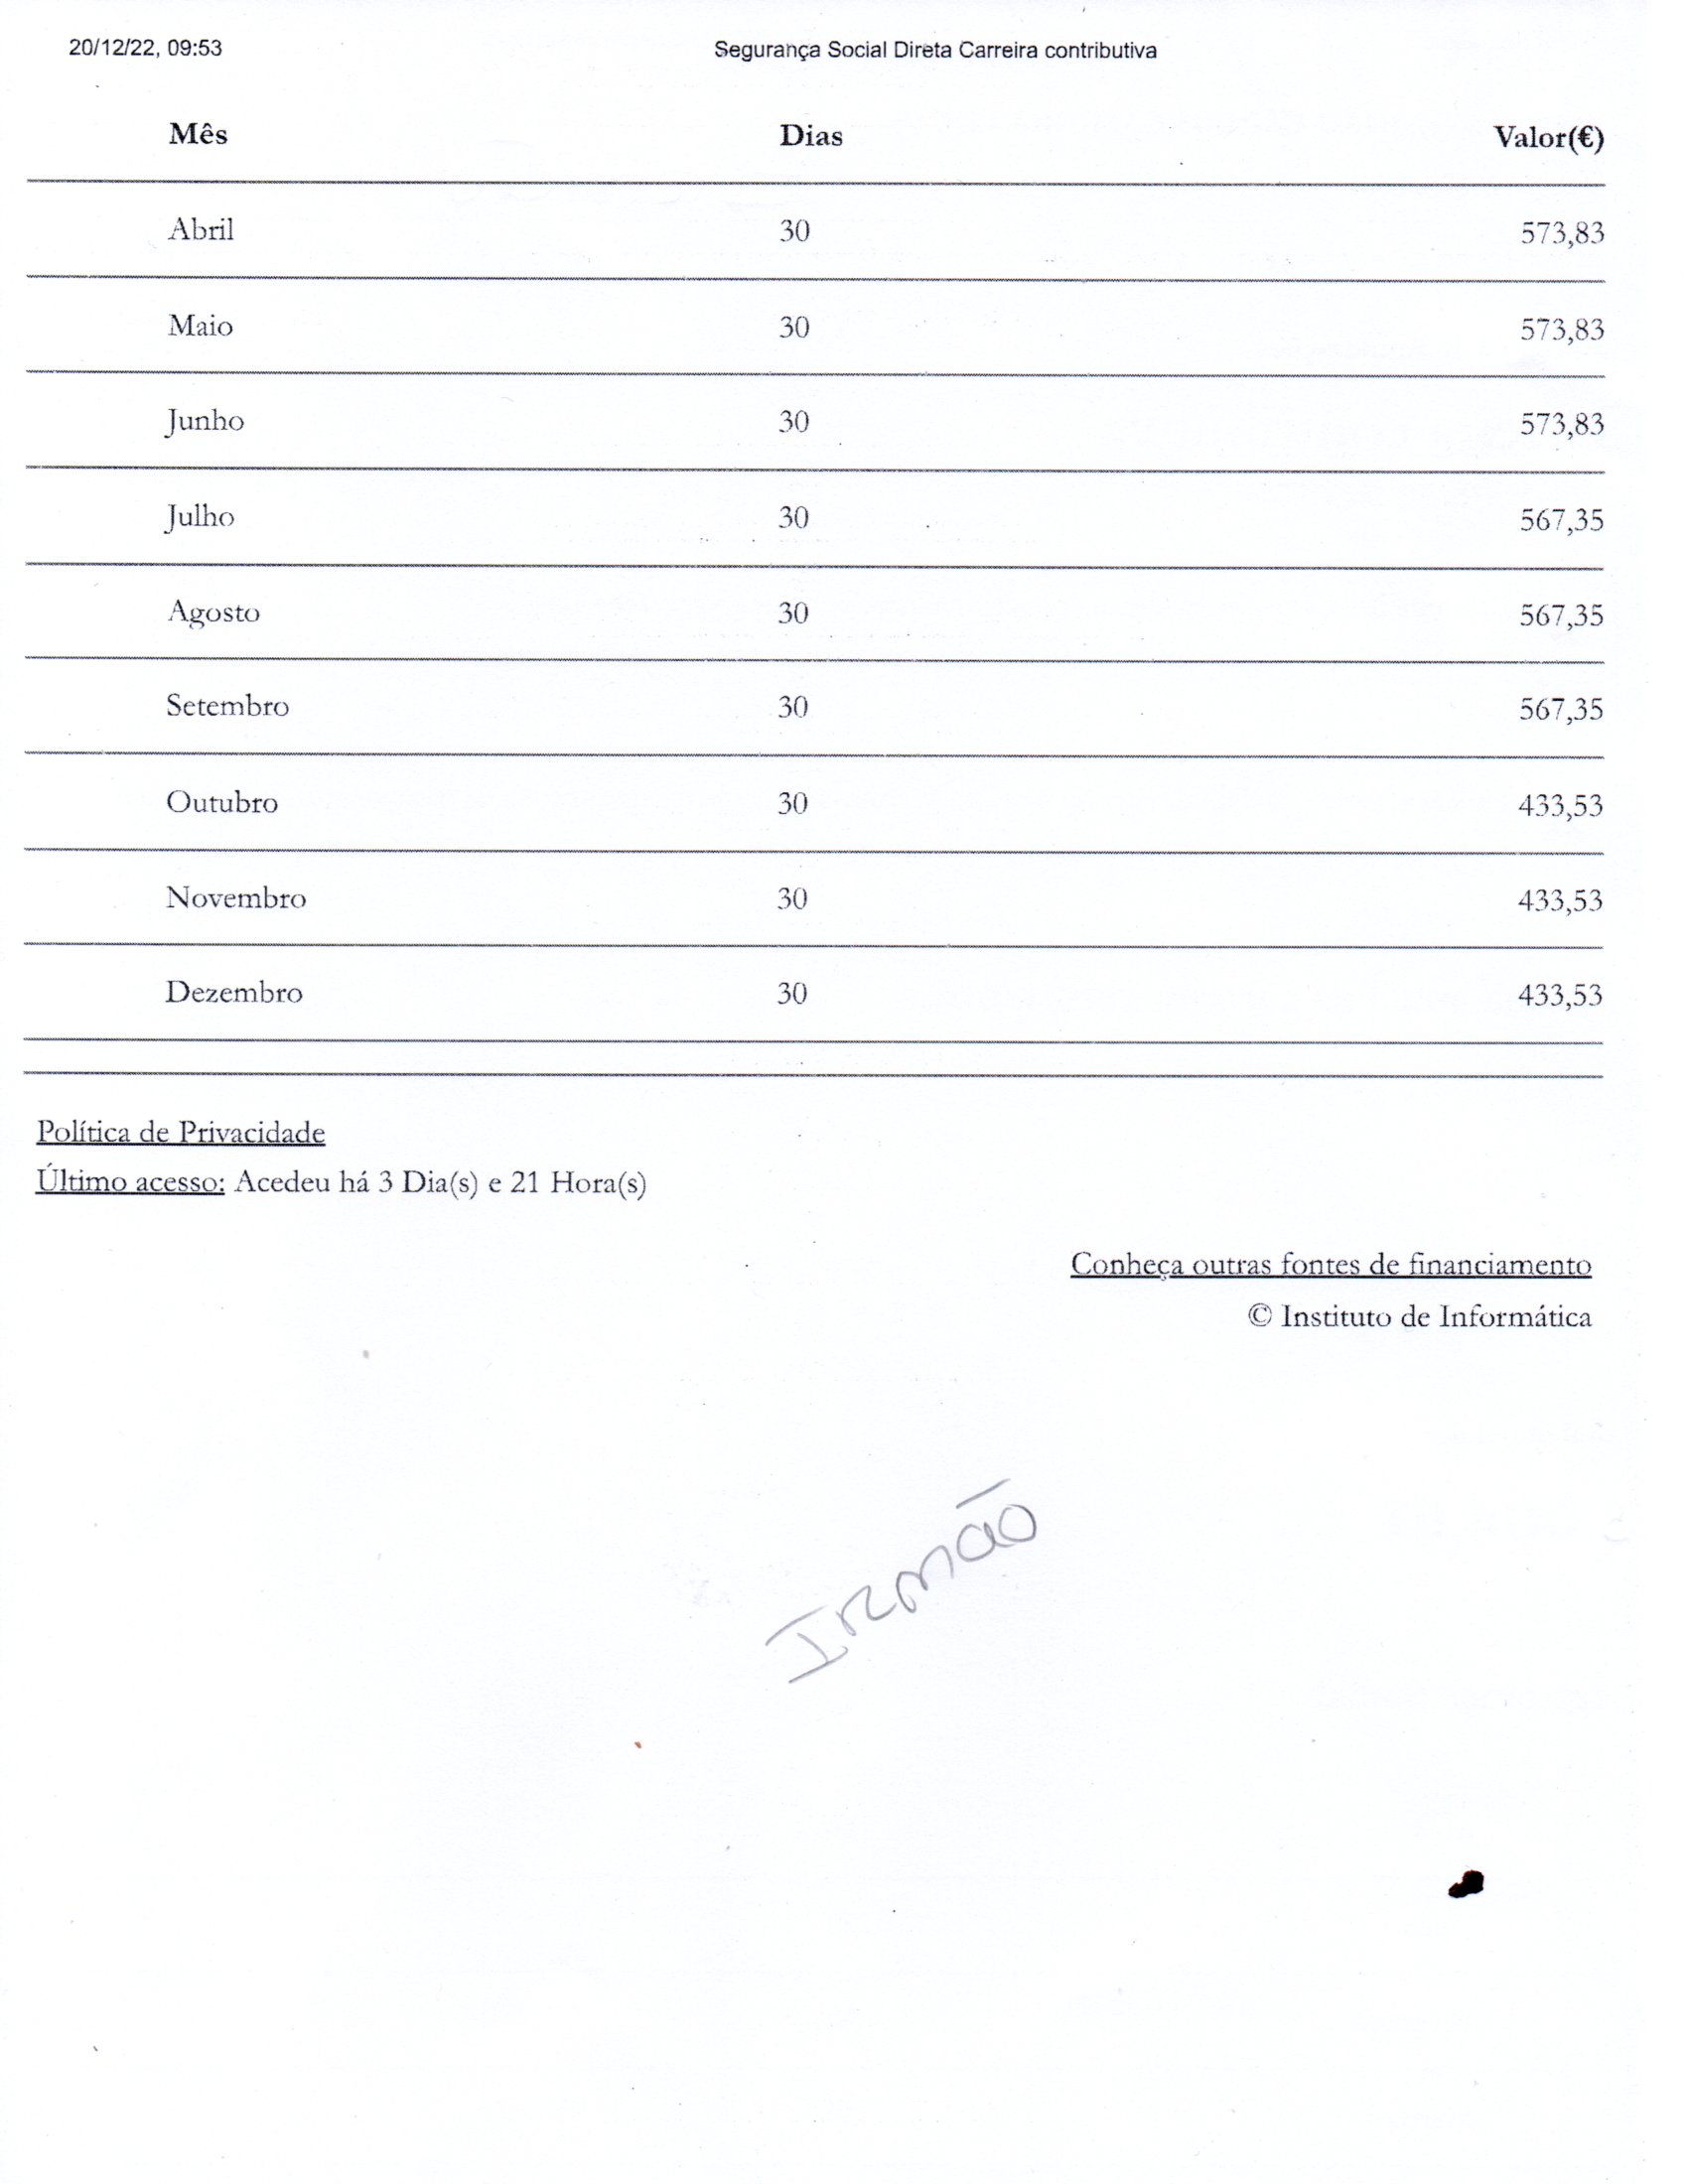 20/12/22, 09:53 Segurança Social Direta Carreira contributiva
Mês Dias Valor(€)
Abril 30 573,83
Maio 30 573,83
Junho 30 573,83
Julho 30 567,35
Agosto 30 567,35
Setembro 30 567,35
Outubro 30 433,53
Novembro 30 433,53
Dezembro 30 433,53
Política de Privacidade
Último acesso: Acedeu há 3 Dia(s) e 21 Hora(s)
Conheça outras fontes de financiamento
© Instituto de Informática
Irmão